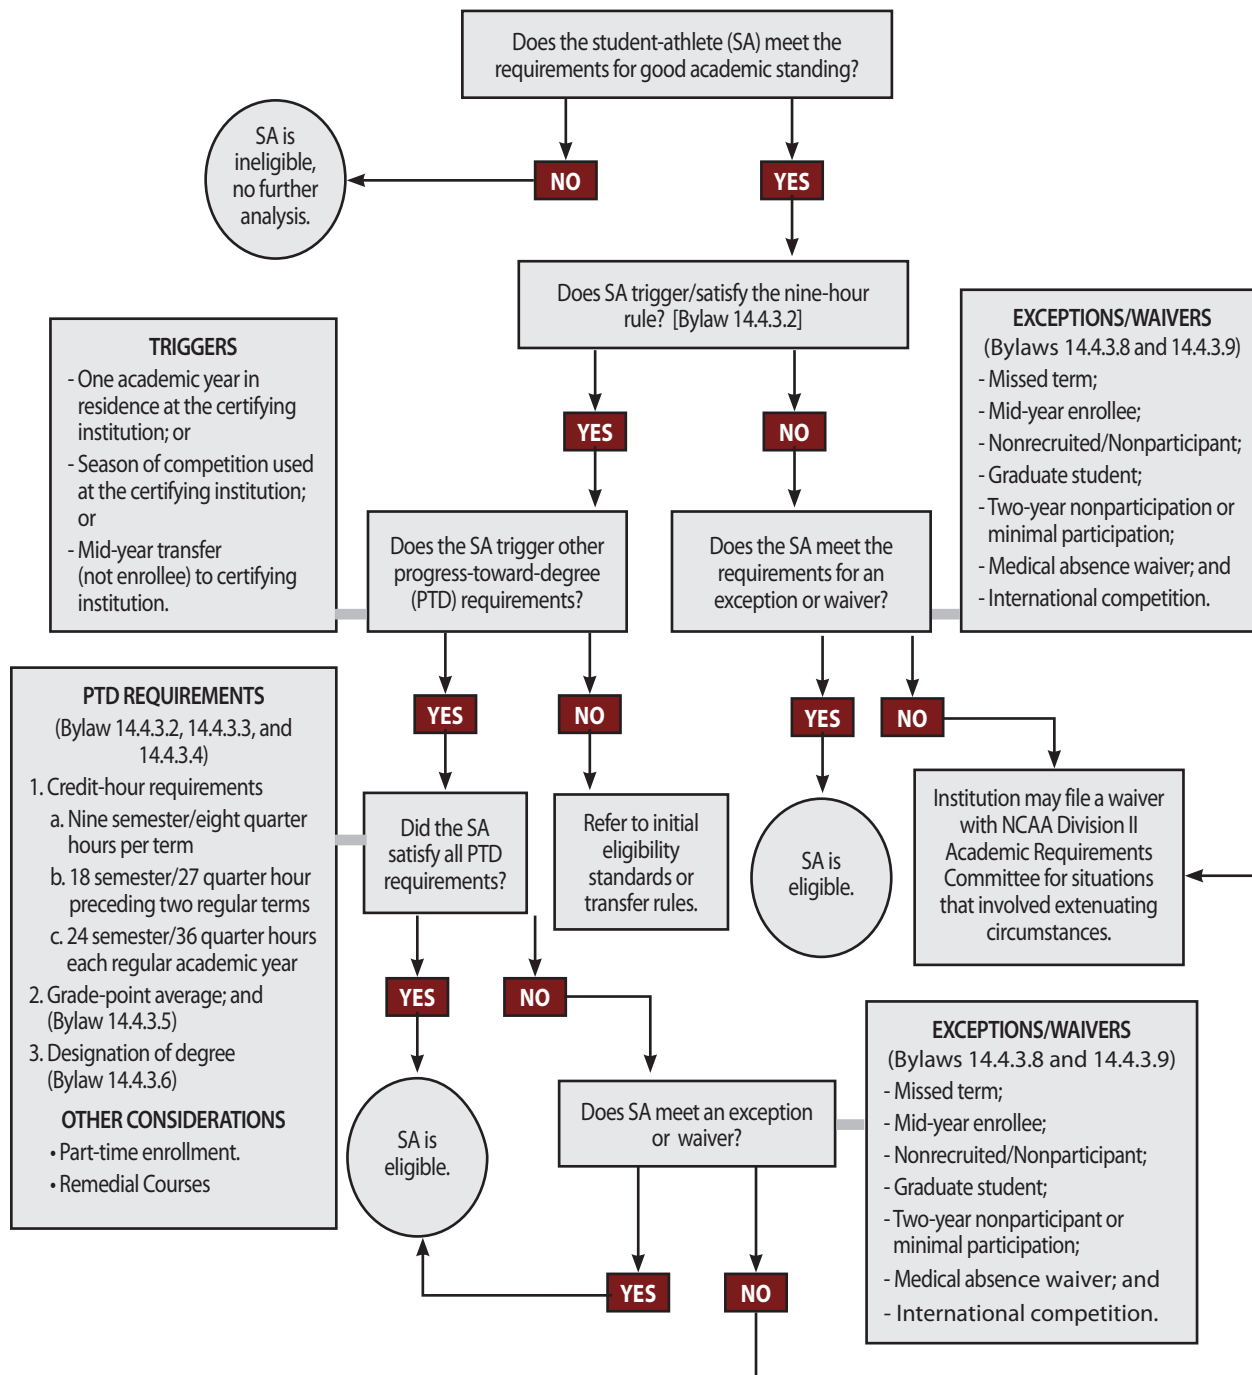 Does the student-athlete (SA) meet the
requirements for good academic standing?
SA is
ineligible,
no further
analysis.
NO
YES
Does SA trigger/satisfy the nine-hour
rule? [Bylaw 14.4.3.2]
TRIGGERS
- One academic year in
residence at the certifying
institution; or
- Season of competition used
at the certifying institution;
or
- Mid-year transfer
(not enrollee) to certifying
institution.
EXCEPTIONS/WAIVERS
(Bylaws 14.4.3.8 and 14.4.3.9)
- Missed term;
- Mid-year enrollee;
- Nonrecruited/Nonparticipant;
- Graduate student;
- Two-year nonparticipation or
minimal participation;
- Medical absence waiver; and
- International competition.
YES
NO
Does the SA trigger other
progress-toward-degree
(PTD) requirements?
Does the SA meet the
requirements for an
exception or waiver?
YES
NO
YES
NO
PTD REQUIREMENTS
(Bylaw 14.4.3.2, 14.4.3.3, and
14.4.3.4)
1. Credit-hour requirements
a. Nine semester/eight quarter
hours per term
b. 18 semester/27 quarter hour
preceding two regular terms
c. 24 semester/36 quarter hours
each regular academic year
2. Grade-point average; and
(Bylaw 14.4.3.5)
3. Designation of degree
(Bylaw 14.4.3.6)
OTHER CONSIDERATIONS
• Part-time enrollment.
• Remedial Courses
Did the SA
satisfy all PTD
requirements?
Refer to initial
eligibility
standards or
transfer rules.
SA is
eligible.
Institution may file a waiver
with NCAA Division II
Academic Requirements
Committee for situations
that involved extenuating
circumstances.
YES
NO
SA is
eligible.
Does SA meet an exception
or waiver?
EXCEPTIONS/WAIVERS
(Bylaws 14.4.3.8 and 14.4.3.9)
- Missed term;
- Mid-year enrollee;
- Nonrecruited/Nonparticipant;
- Graduate student;
-Two-year nonparticipant or
minimal participation;
- Medical absence waiver; and
- International competition.
YES
NO